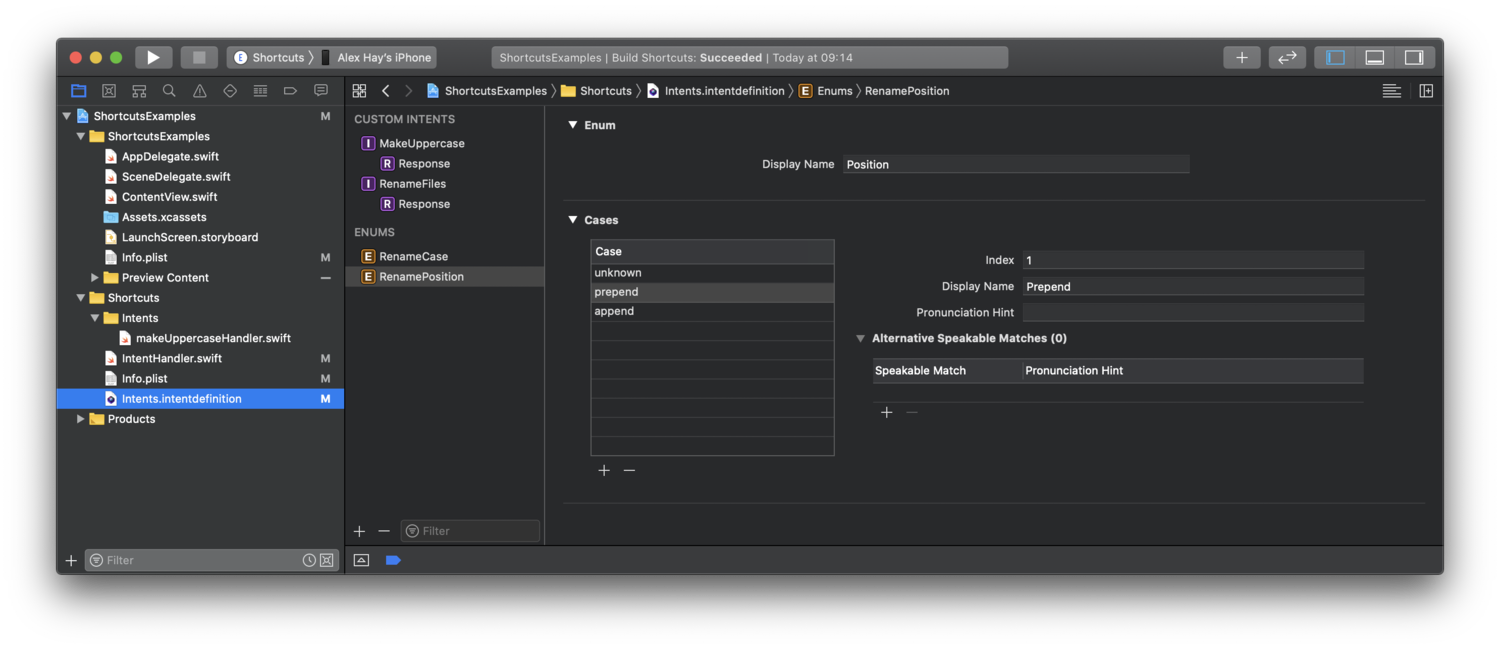 Shortcuts 〉 Alex Hay's iPhone
ShortcutsExamples | Build Shortcuts: Succeeded | Today at 09:14
ShortcutsExamples 〉 Shortcuts 〉 Intents.intentdefinition 〉 E Enums 〉 RenamePosition
ShortcutsExamples M
ShortcutsExamples
AppDelegate.swift
SceneDelegate.swift
ContentView.swift
Assets.xcassets
LaunchScreen.storyboard
Info.plist M
Preview Content —
Shortcuts
Intents
makeUppercaseHandler.swift
IntentHandler.swift M
Info.plist M
Intents.intentdefinition M
Products
Filter
CUSTOM INTENTS
I MakeUppercase
R Response
I RenameFiles
R Response
ENUMS
E RenameCase
E RenamePosition
Filter
Enum
Display Name Position
Cases
Case
unknown
prepend
append
Index 1
Display Name Prepend
Pronunciation Hint
Alternative Speakable Matches (0)
Speakable Match Pronunciation Hint